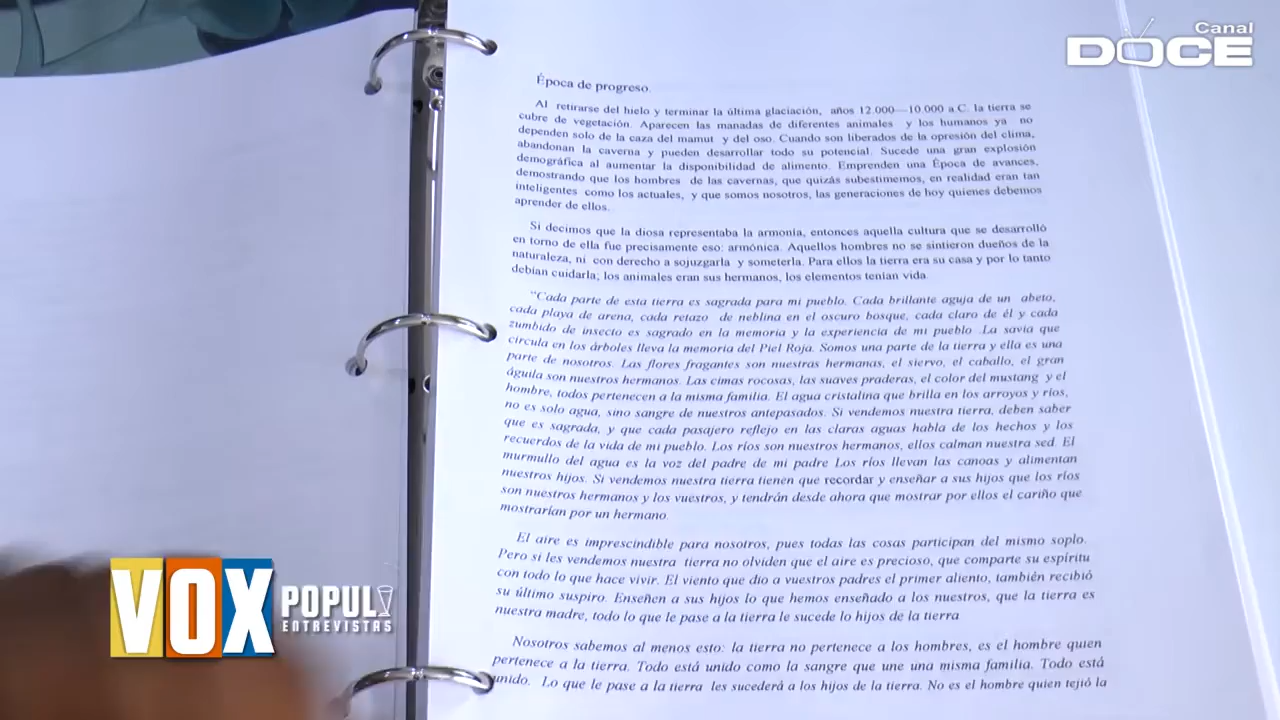 Canal
DOCE
Época de progreso.
Al retirarse del hielo y terminar la última glaciación, años 12.000—10.000 a.C. la tierra se
cubre de vegetación. Aparecen las manadas de diferentes animales y los humanos ya no
dependen solo de la caza del mamut y del oso. Cuando son liberados de la opresión del clima,
abandonan la caverna y pueden desarrollar todo su potencial. Sucede una gran explosión
demográfica al aumentar la disponibilidad de alimento. Emprenden una Época de avances,
demostrando que los hombres de las cavernas, que quizás subestimemos, en realidad eran tan
inteligentes como los actuales, y que somos nosotros, las generaciones de hoy quienes debemos
aprender de ellos.
Si decimos que la diosa representaba la armonía, entonces aquella cultura que se desarrolló
en torno de ella fue precisamente eso: armónica. Aquellos hombres no se sintieron dueños de la
naturaleza, ni con derecho a sojuzgarla y someterla. Para ellos la tierra era su casa y por lo tanto
debían cuidarla; los animales eran sus hermanos, los elementos tenían vida.
"Cada parte de esta tierra es sagrada para mi pueblo. Cada brillante aguja de un abeto,
cada playa de arena, cada retazo de neblina en el oscuro bosque, cada claro de él y cada
zumbido de insecto es sagrado en la memoria y la experiencia de mi pueblo .La savia que
circula en los árboles lleva la memoria del Piel Roja. Somos una parte de la tierra y ella es una
parte de nosotros. Las flores fragantes son nuestras hermanas, el siervo, el caballo, el gran
águila son nuestros hermanos. Las cimas rocosas, las suaves praderas, el color del mustang y el
hombre, todos pertenecen a la misma familia. El agua cristalina que brilla en los arroyos y ríos,
no es solo agua, sino sangre de nuestros antepasados. Si vendemos nuestra tierra, deben saber
que es sagrada, y que cada pasajero reflejo en las claras aguas habla de los hechos y los
recuerdos de la vida de mi pueblo. Los ríos son nuestros hermanos, ellos calman nuestra sed. El
murmullo del agua es la voz del padre de mi padre Los ríos llevan las canoas y alimentan
nuestros hijos. Si vendemos nuestra tierra tienen que recordar y enseñar a sus hijos que los ríos
son nuestros hermanos y los vuestros, y tendrán desde ahora que mostrar por ellos el cariño que
mostrarían por un hermano.
El aire es imprescindible para nosotros, pues todas las cosas participan del mismo soplo.
Pero si les vendemos nuestra tierra no olviden que el aire es precioso, que comparte su espíritu
con todo lo que hace vivir. El viento que dio a vuestros padres el primer aliento, también recibió
su último suspiro. Enseñen a sus hijos lo que hemos enseñado a los nuestros, que la tierra es
nuestra madre, todo lo que le pase a la tierra le sucede lo hijos de la tierra
Nosotros sabemos al menos esto: la tierra no pertenece a los hombres, es el hombre quien
pertenece a la tierra. Todo está unido como la sangre que une una misma familia. Todo está
unido. Lo que le pase a la tierra les sucederá a los hijos de la tierra. No es el hombre quien tejió la
VOX
POPULI
ENTREVISTAS